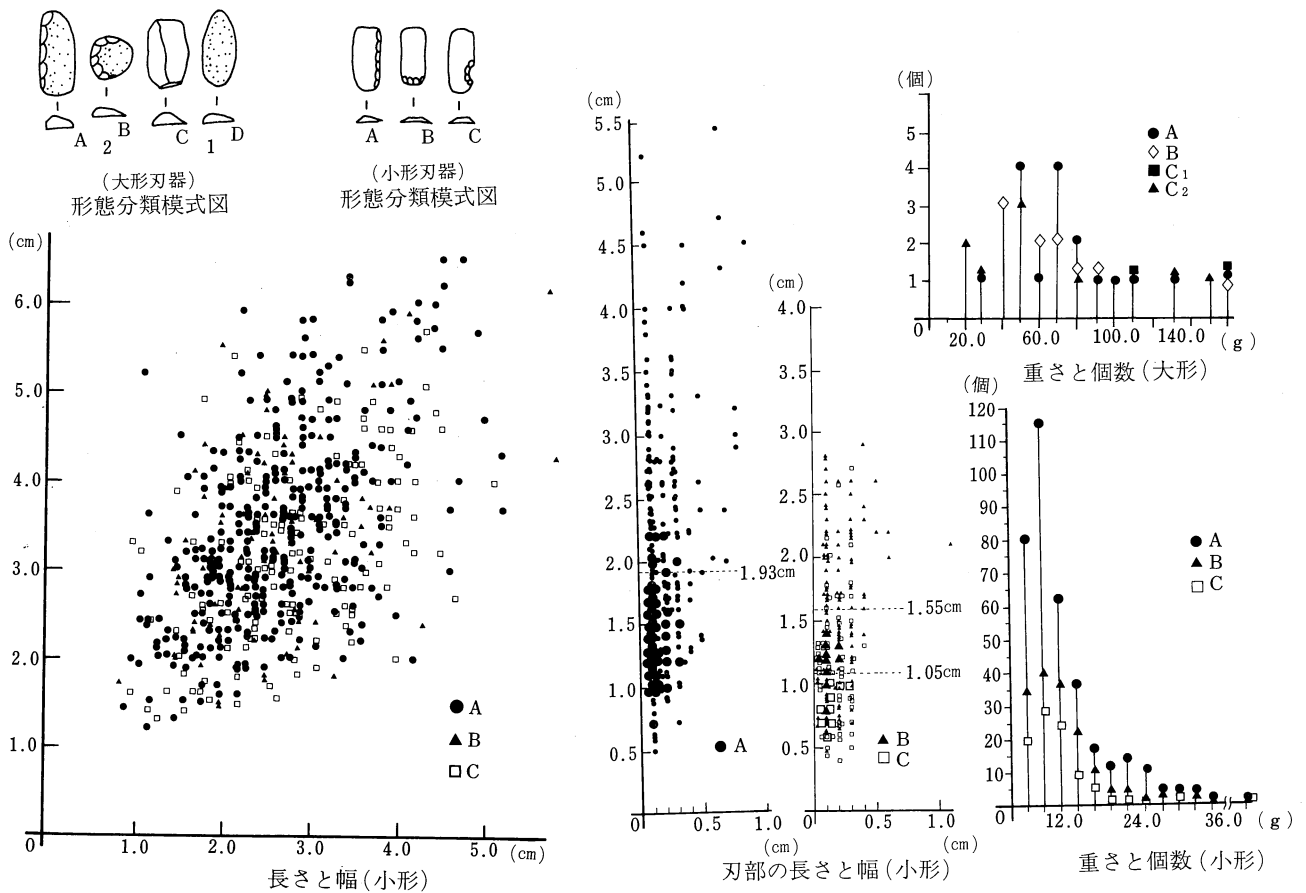 A B C D
2 1
(大形刃器)
形態分類模式図
A B C
(小形刃器)
形態分類模式図
(cm)
6.0
5.0
4.0
3.0
2.0
1.0
0
1.0 2.0 3.0 4.0 5.0 (cm)
A
B
C
長さと幅(小形)
(cm)
5.5
5.0
4.5
4.0
3.5
3.0
2.5
2.0
1.5
1.0
0.5
0 0.5 1.0
(cm)
1.93cm
A
(cm)
4.0
3.5
3.0
2.5
2.0
1.5
1.0
0.5
0 0.5 1.0
(cm)
1.55cm
1.05cm
B
C
刃部の長さと幅(小形)
(個)
5
4
3
2
1
0 20.0 60.0 100.0 140.0 (g)
A
B
C1
C2
重さと個数(大形)
(個)
120
110
100
90
80
70
60
50
40
30
20
10
0 12.0 24.0 36.0 (g)
A
B
C
重さと個数(小形)